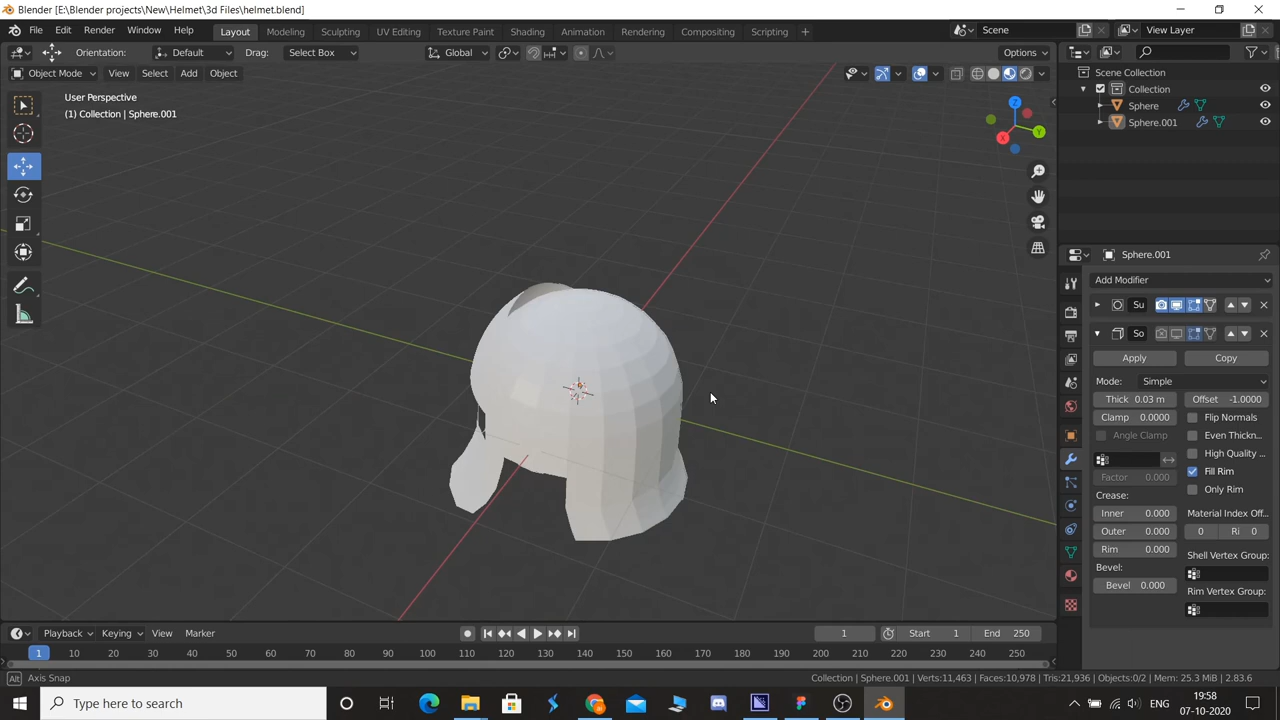 Blender [E:\Blender projects\New\Helmet\3d Files\helmet.blend]
File Edit Render Window Help Layout Modeling Sculpting UV Editing Texture Paint Shading Animation Rendering Compositing Scripting + Scene View Layer
Orientation: Default Drag: Select Box Global Options
Object Mode View Select Add Object
User Perspective
(1) Collection | Sphere.001
Z
Y
X
Scene Collection
Collection
Sphere
Sphere.001
Sphere.001
Add Modifier
Su
So
Apply Copy
Mode: Simple
Thick 0.03 m Offset -1.0000
Clamp 0.0000 Flip Normals
Angle Clamp Even Thickn...
High Quality ...
Factor 0.000 Fill Rim
Only Rim
Crease:
Inner 0.000 Material Index Off...
Outer 0.000 0 Ri 0
Rim 0.000 Shell Vertex Group:
Bevel:
Bevel 0.000 Rim Vertex Group:
Playback Keying View Marker 1 Start 1 End 250
1 10 20 30 40 50 60 70 80 90 100 110 120 130 140 150 160 170 180 190 200 210 220 230 240 250
Alt Axis Snap Collection | Sphere.001 | Verts:11,463 | Faces:10,978 | Tris:21,936 | Objects:0/2 | Mem: 25.3 MiB | 2.83.6
Type here to search ENG 19:58
07-10-2020